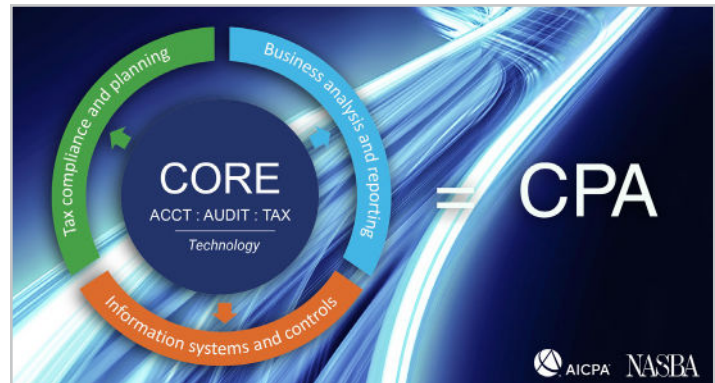 Tax compliance and planning
Business analysis and reporting
CORE
ACCT : AUDIT : TAX
Technology
Information systems and controls
= CPA
AICPA NASBA